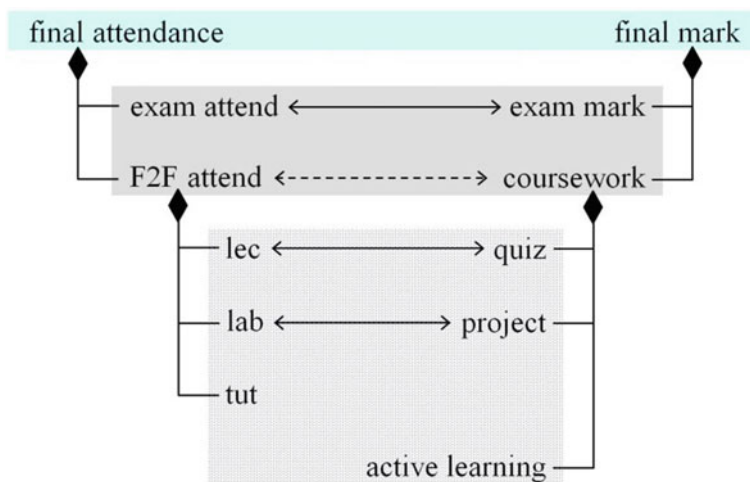 final attendance final mark
exam attend exam mark
F2F attend coursework
lec quiz
lab project
tut
active learning